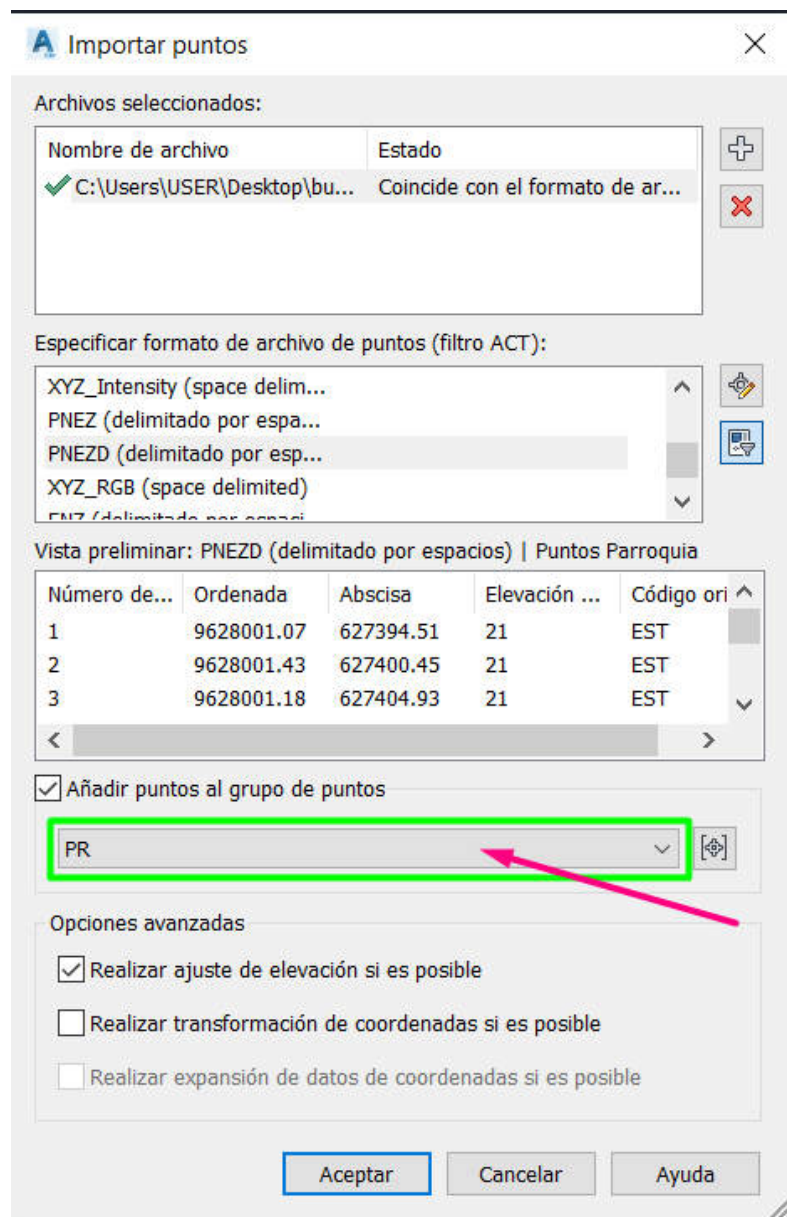 Importar puntos
Archivos seleccionados:
Nombre de archivo Estado
C:\Users\USER\Desktop\bu... Coincide con el formato de ar...
Especificar formato de archivo de puntos (filtro ACT):
XYZ_Intensity (space delim...
PNEZ (delimitado por espa...
PNEZD (delimitado por esp...
XYZ_RGB (space delimited)
ENZ (delimitado por espaci
Vista preliminar: PNEZD (delimitado por espacios) | Puntos Parroquia
Número de... Ordenada Abscisa Elevación ... Código ori
1 9628001.07 627394.51 21 EST
2 9628001.43 627400.45 21 EST
3 9628001.18 627404.93 21 EST
Añadir puntos al grupo de puntos
PR
Opciones avanzadas
Realizar ajuste de elevación si es posible
Realizar transformación de coordenadas si es posible
Realizar expansión de datos de coordenadas si es posible
Aceptar Cancelar Ayuda